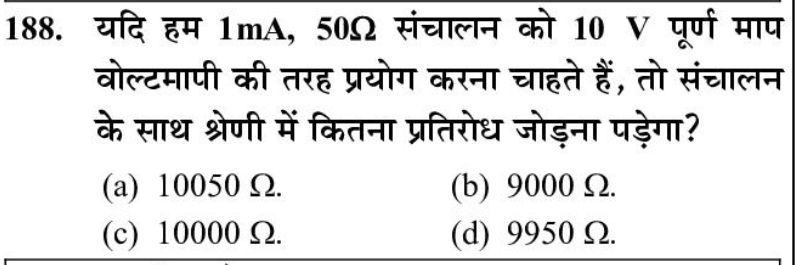 188. यदि हम 1mA, 50Ω संचालन को 10 V पूर्ण माप
वोल्टमापी की तरह प्रयोग करना चाहते हैं, तो संचालन
के साथ श्रेणी में कितना प्रतिरोध जोड़ना पड़ेगा?
(a) 10050 Ω. (b) 9000 Ω.
(c) 10000 Ω. (d) 9950 Ω.